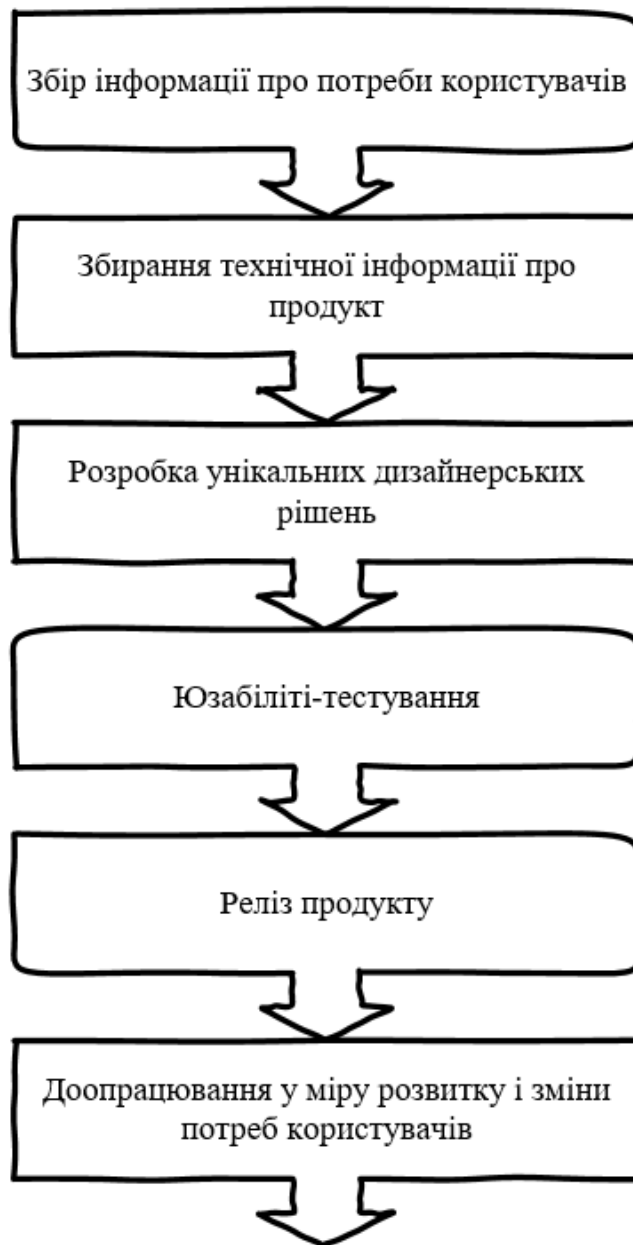 Збір інформації про потреби користувачів
Збирання технічної інформації про
продукт
Розробка унікальних дизайнерських
рішень
Юзабіліті-тестування
Реліз продукту
Доопрацювання у міру розвитку і зміни
потреб користувачів